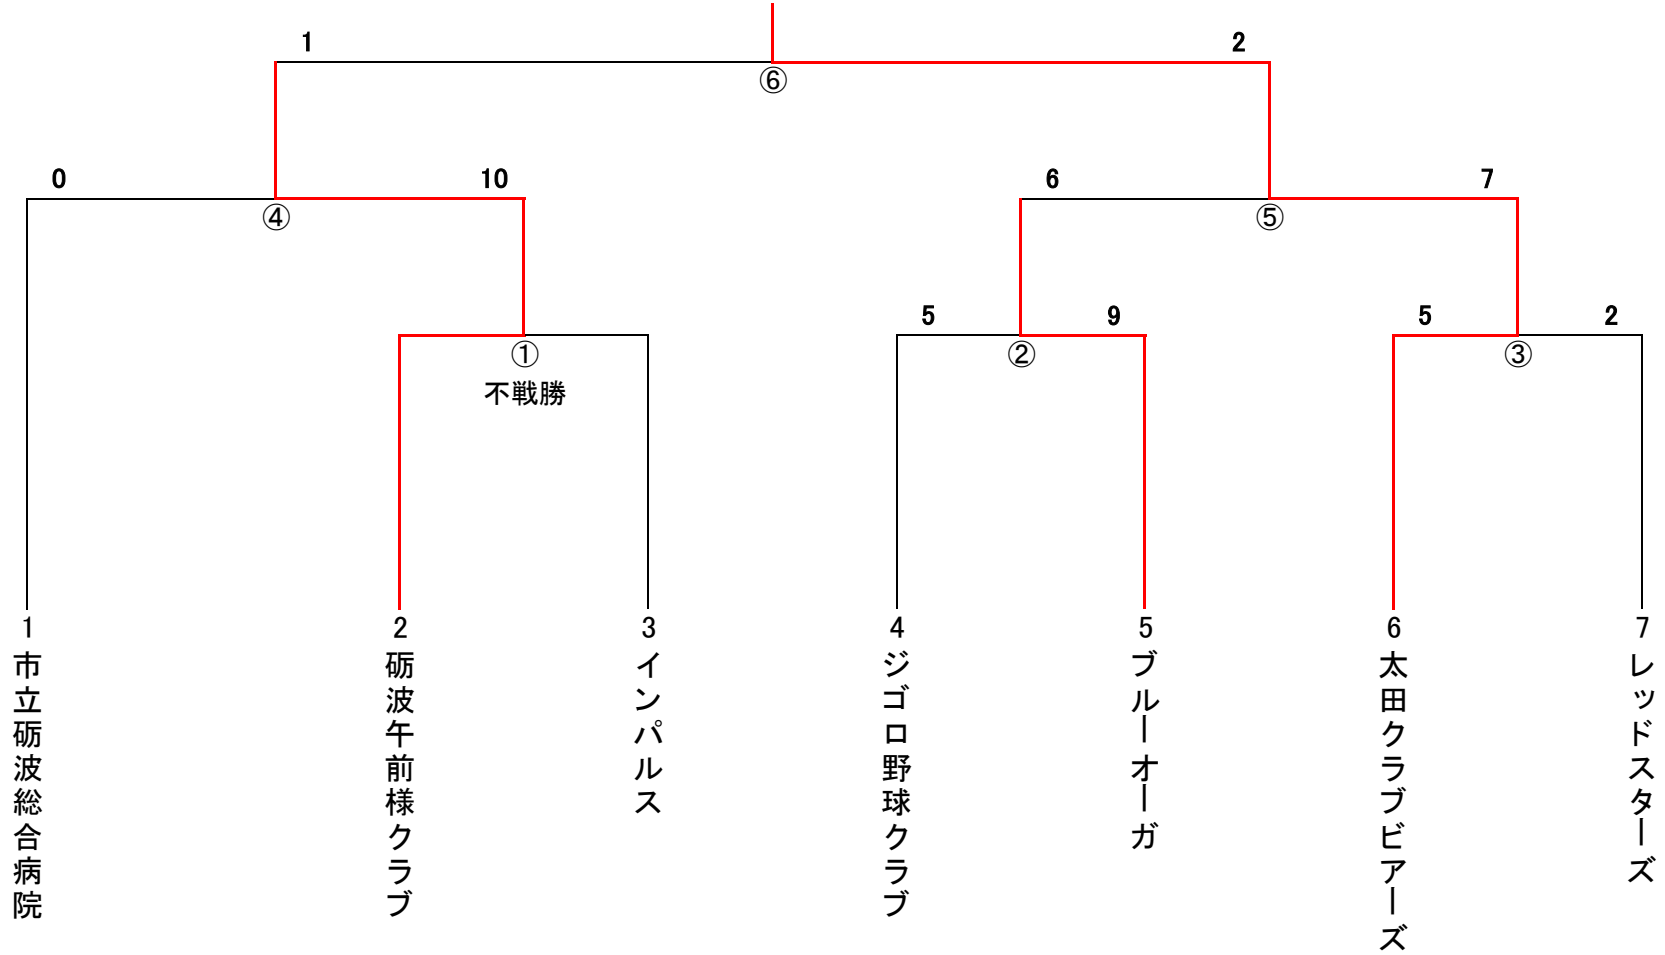 1 2
⑥
0 10 6 7
④ ⑤
5 9 5 2
① ② ③
不戦勝
1 2 3 4 5 6 7
市立砺波総合病院
砺波午前様クラブ
インパルス
ジゴロ野球クラブ
ブルーオーガ
太田クラブビアーズ
レッドスターズ